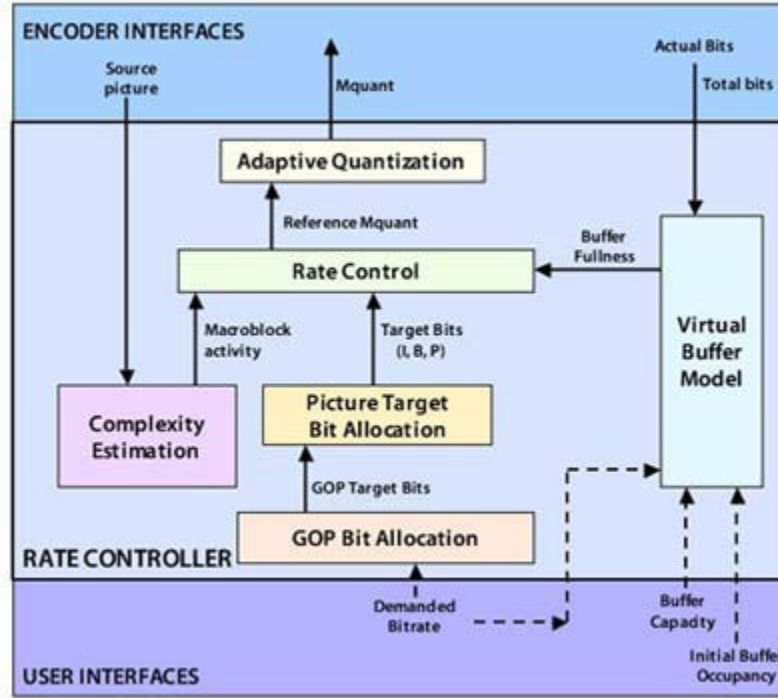 ENCODER INTERFACES
Actual Bits
Source
picture
Mquant
Total bits
Adaptive Quantization
Reference Mquant
Buffer
Fullness
Rate Control
Macroblock
activity
Target Bits
(I, B, P)
Virtual
Buffer
Model
Complexity
Estimation
Picture Target
Bit Allocation
GOP Target Bits
GOP Bit Allocation
RATE CONTROLLER
Demanded
Bitrate
Buffer
Capacity
Initial Buffer
Occupancy
USER INTERFACES